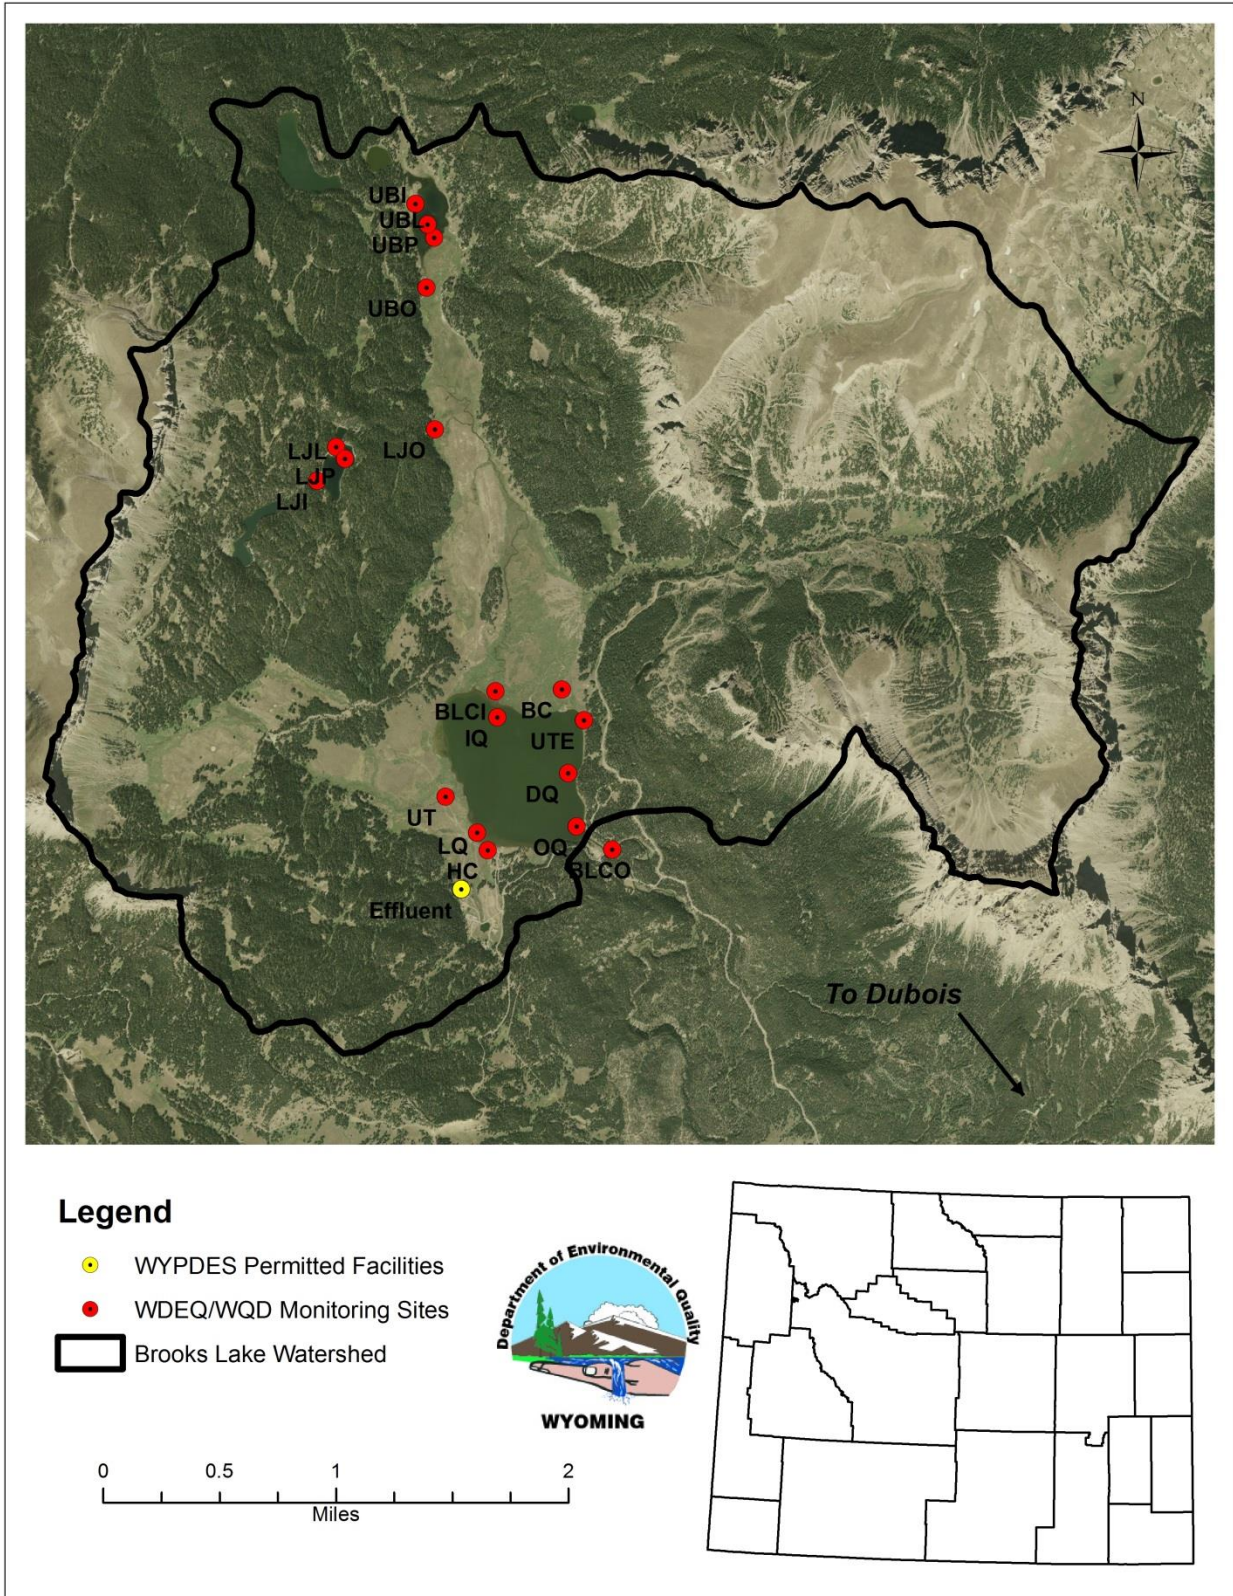 N
UBI
UBL
UBP
UBO
LJL
LJO
LJP
LJI
BLCI
BC
IQ
UTE
DQ
UT
LQ
OQ
HC
BLCO
Effluent
To Dubois
Legend
WYPDES Permitted Facilities
WDEQ/WQD Monitoring Sites
Brooks Lake Watershed
0 0.5 1 2
Miles
Department of Environmental Quality
WYOMING